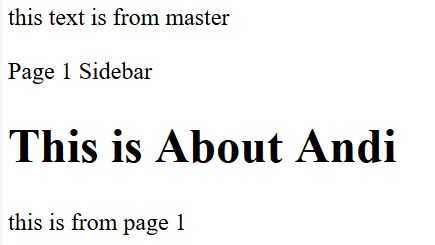 this text is from master
Page 1 Sidebar
This is About Andi
this is from page 1